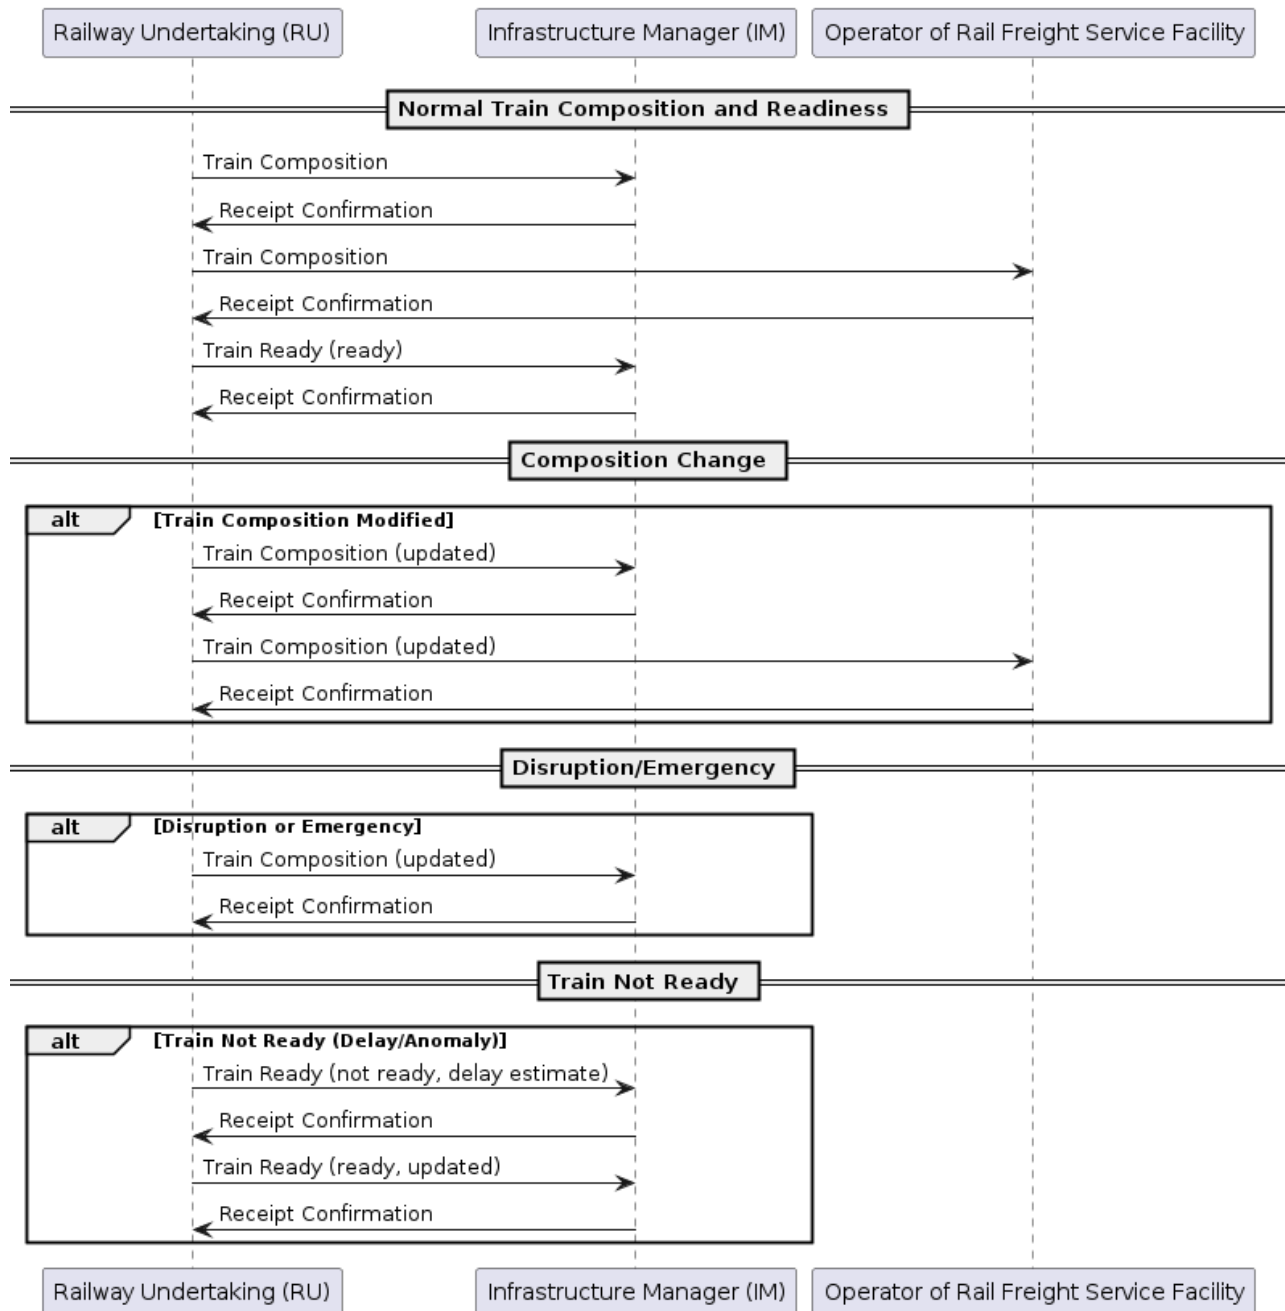 Railway Undertaking (RU) Infrastructure Manager (IM) Operator of Rail Freight Service Facility
Normal Train Composition and Readiness
Train Composition
Receipt Confirmation
Train Composition
Receipt Confirmation
Train Ready (ready)
Receipt Confirmation
Composition Change
alt [Train Composition Modified]
Train Composition (updated)
Receipt Confirmation
Train Composition (updated)
Receipt Confirmation
Disruption/Emergency
alt [Disruption or Emergency]
Train Composition (updated)
Receipt Confirmation
Train Not Ready
alt [Train Not Ready (Delay/Anomaly)]
Train Ready (not ready, delay estimate)
Receipt Confirmation
Train Ready (ready, updated)
Receipt Confirmation
Railway Undertaking (RU) Infrastructure Manager (IM) Operator of Rail Freight Service Facility